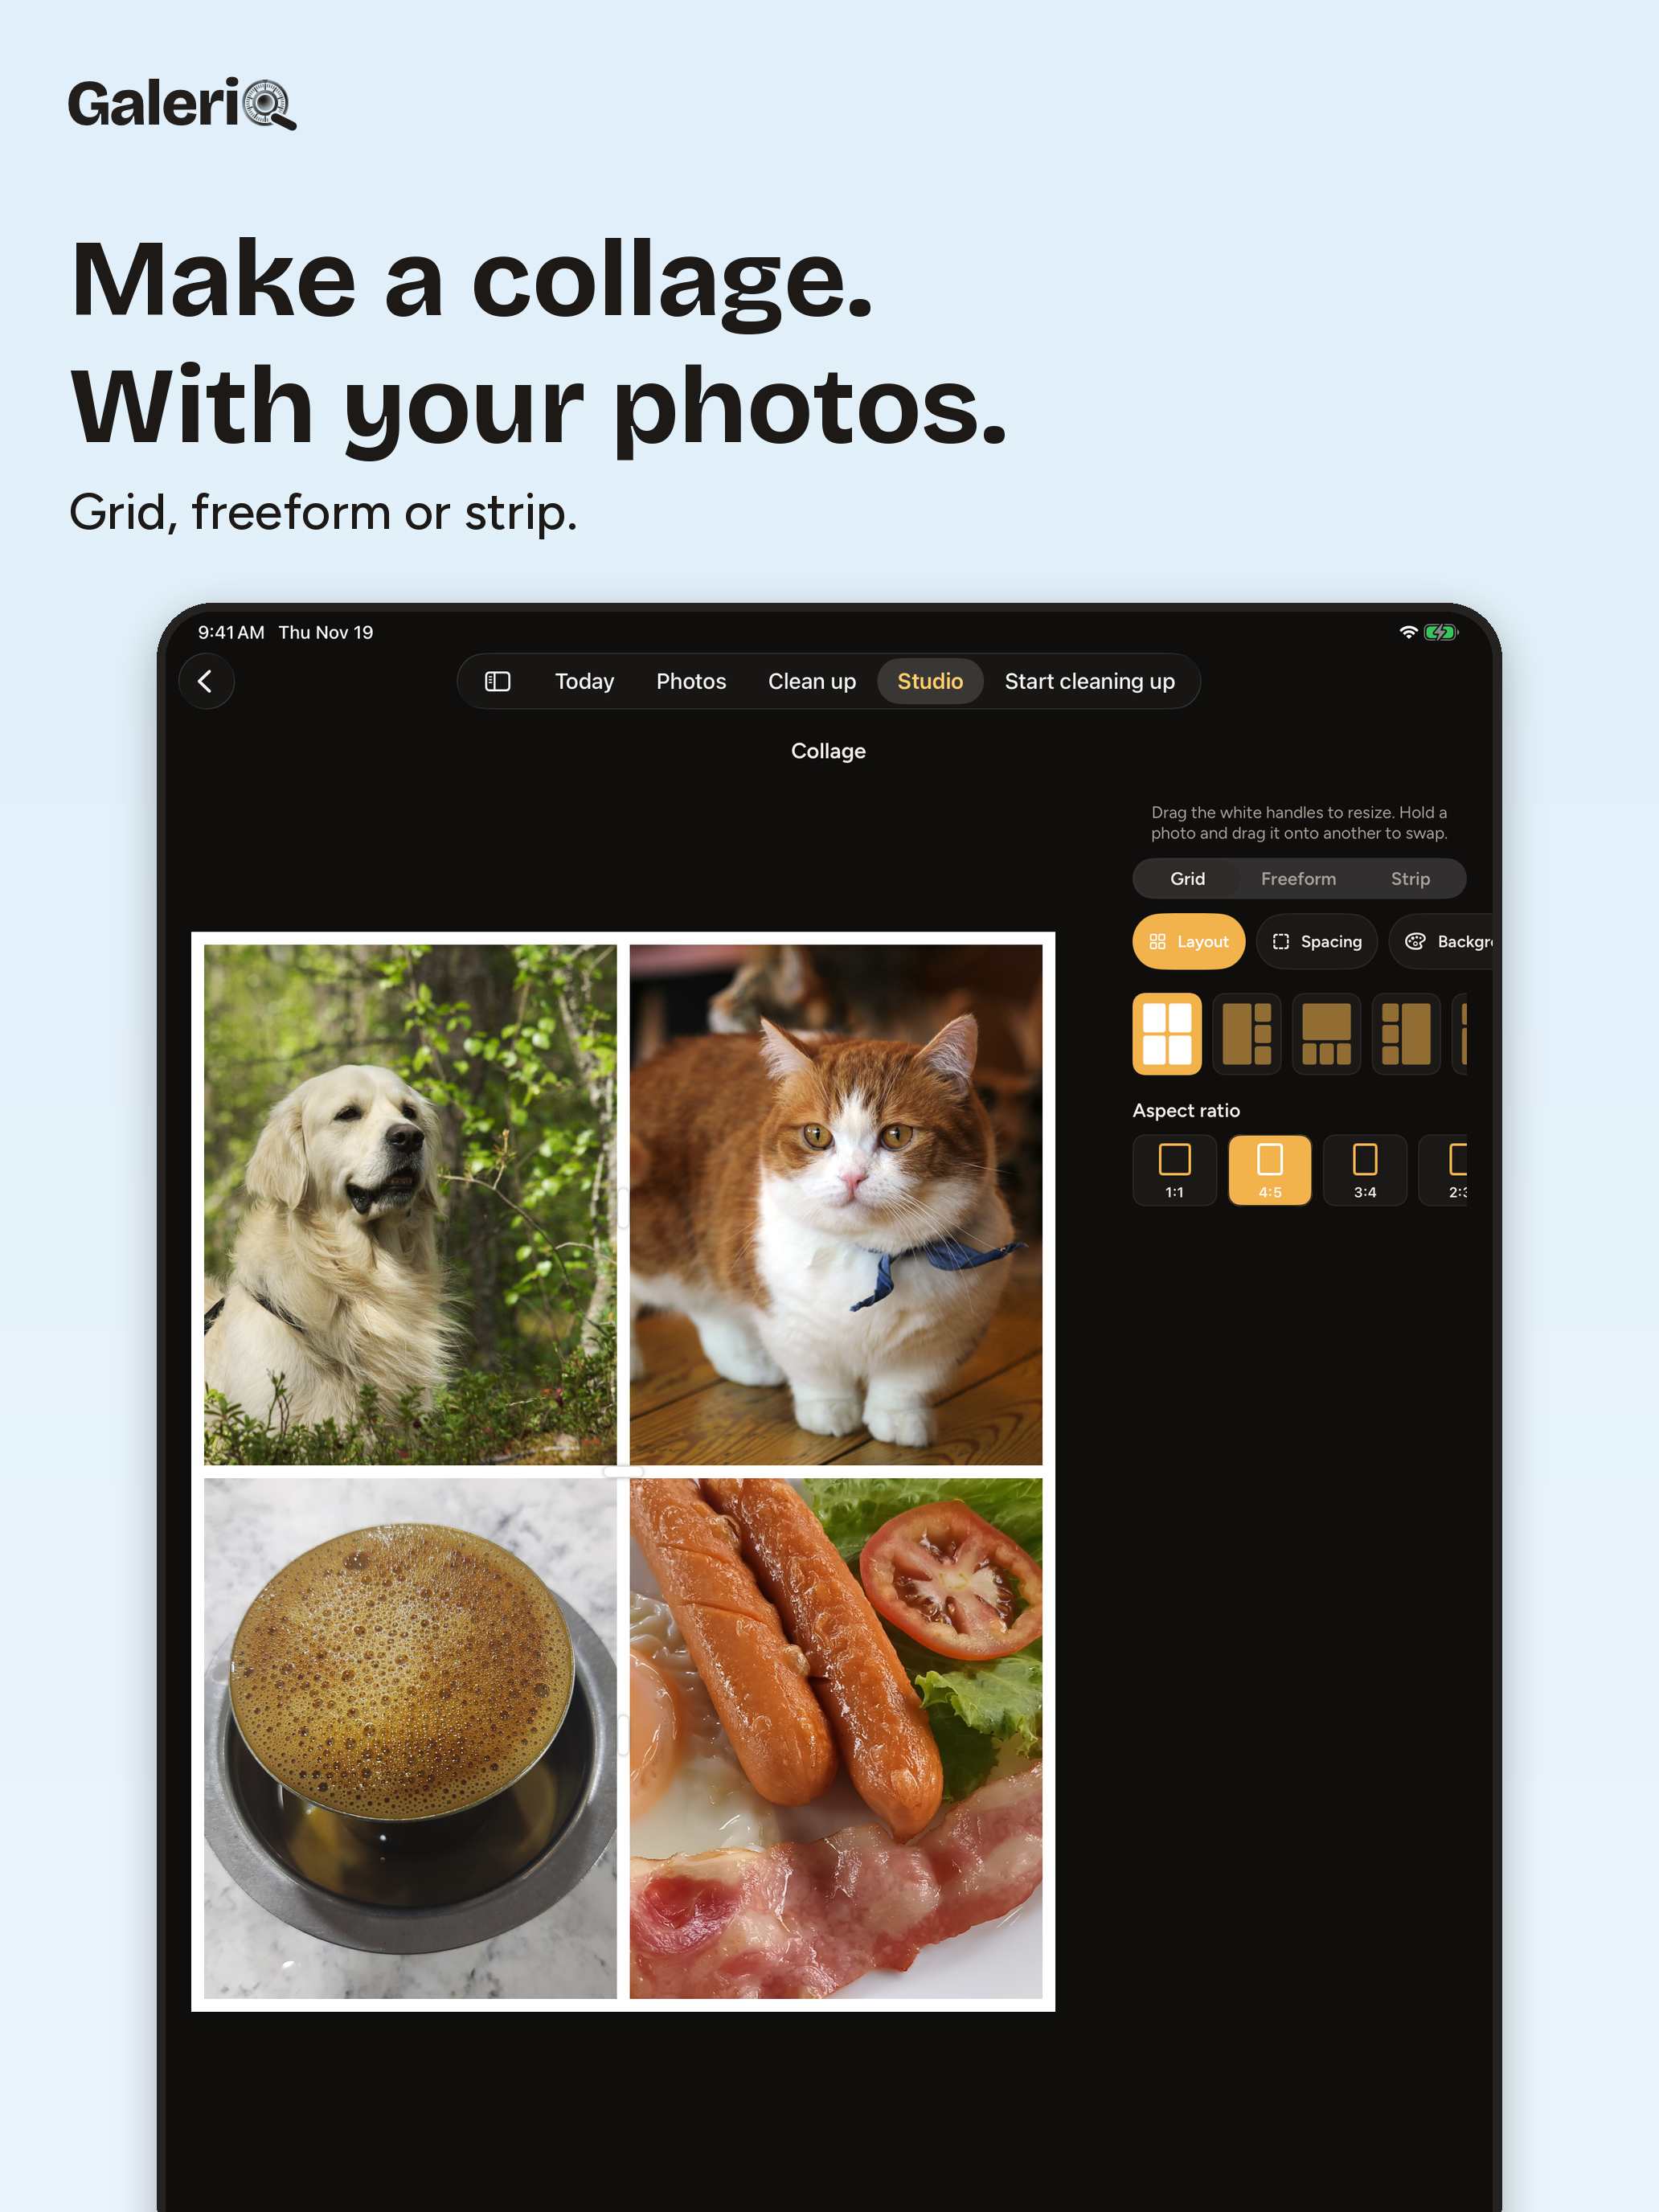 GaleriQ
Make a collage.
With your photos.
Grid, freeform or strip.
9:41 AM Thu Nov 19
Today Photos Clean up Studio Start cleaning up
Collage
Drag the white handles to resize. Hold a
photo and drag it onto another to swap.
Grid Freeform Strip
Layout Spacing Backgr
Aspect ratio
1:1 4:5 3:4